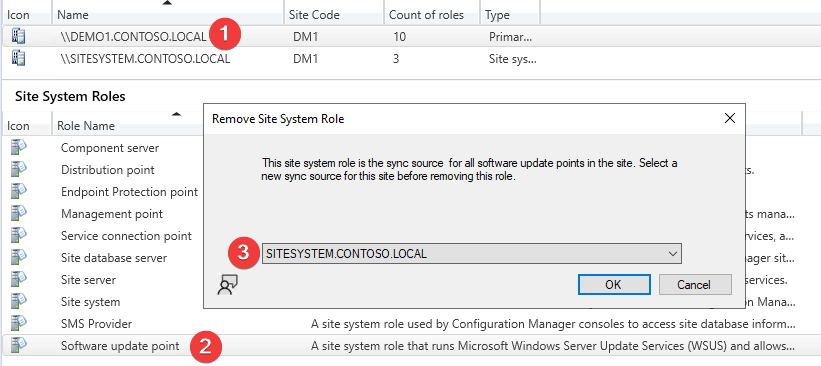 Icon Name Site Code Count of roles Type
\\DEMO1.CONTOSO.LOCAL 1 DM1 10 Primar...
\\SITESYSTEM.CONTOSO.LOCAL DM1 3 Site sys...
Site System Roles
Icon Role Name
Remove Site System Role
Component server
This site system role is the sync source for all software update points in the site. Select a
Distribution point
new sync source for this site before removing this role.
Endpoint Protection point
Management point
ts mana...
Service connection point
ervices, a...
3 SITESYSTEM.CONTOSO.LOCAL
Site database server
ager sit...
Site server
OK Cancel
services.
Site system
on Mana...
SMS Provider A site system role used by Configuration Manager consoles to access site database inform...
Software update point 2 A site system role that runs Microsoft Windows Server Update Services (WSUS) and allows...